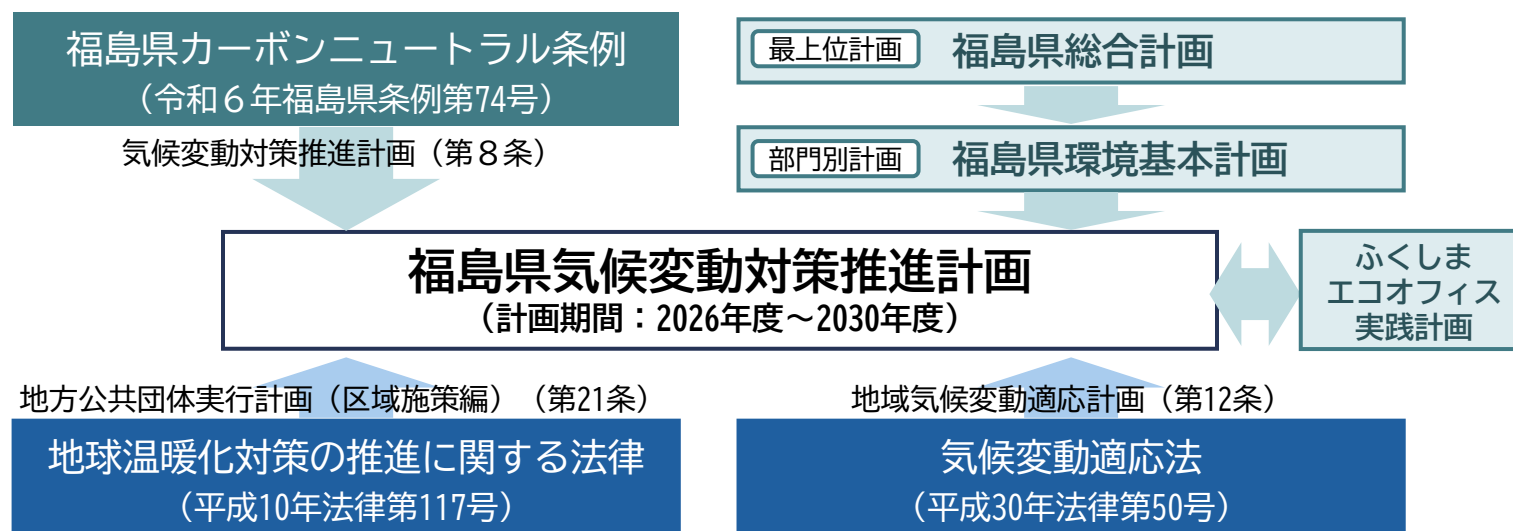 福島県カーボンニュートラル条例
（令和６年福島県条例第74号）
気候変動対策推進計画（第８条）
最上位計画 福島県総合計画
部門別計画 福島県環境基本計画
福島県気候変動対策推進計画
（計画期間：2026年度～2030年度）
ふくしま
エコオフィス
実践計画
地方公共団体実行計画（区域施策編）（第21条）
地球温暖化対策の推進に関する法律
（平成10年法律第117号）
地域気候変動適応計画（第12条）
気候変動適応法
（平成30年法律第50号）